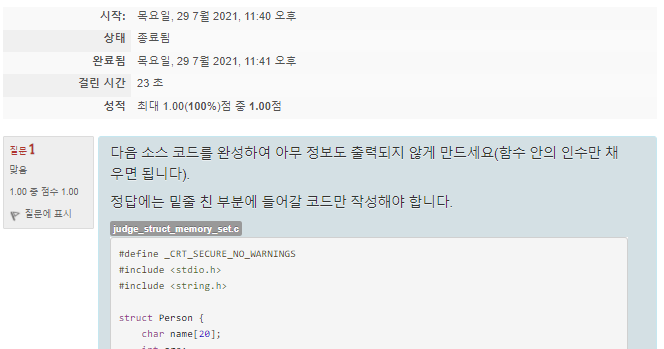 시작: 목요일, 29 7월 2021, 11:40 오후
상태 종료됨
완료됨 목요일, 29 7월 2021, 11:41 오후
걸린 시간 23 초
성적 최대 1.00(100%)점 중 1.00점
질문 1
맞음
1.00 중 점수 1.00
질문에 표시
다음 소스 코드를 완성하여 아무 정보도 출력되지 않게 만드세요(함수 안의 인수만 채
우면 됩니다).
정답에는 밑줄 친 부분에 들어갈 코드만 작성해야 합니다.
judge_struct_memory_set.c
#define _CRT_SECURE_NO_WARNINGS
#include <stdio.h>
#include <string.h>
struct Person {
char name[20];
int age;